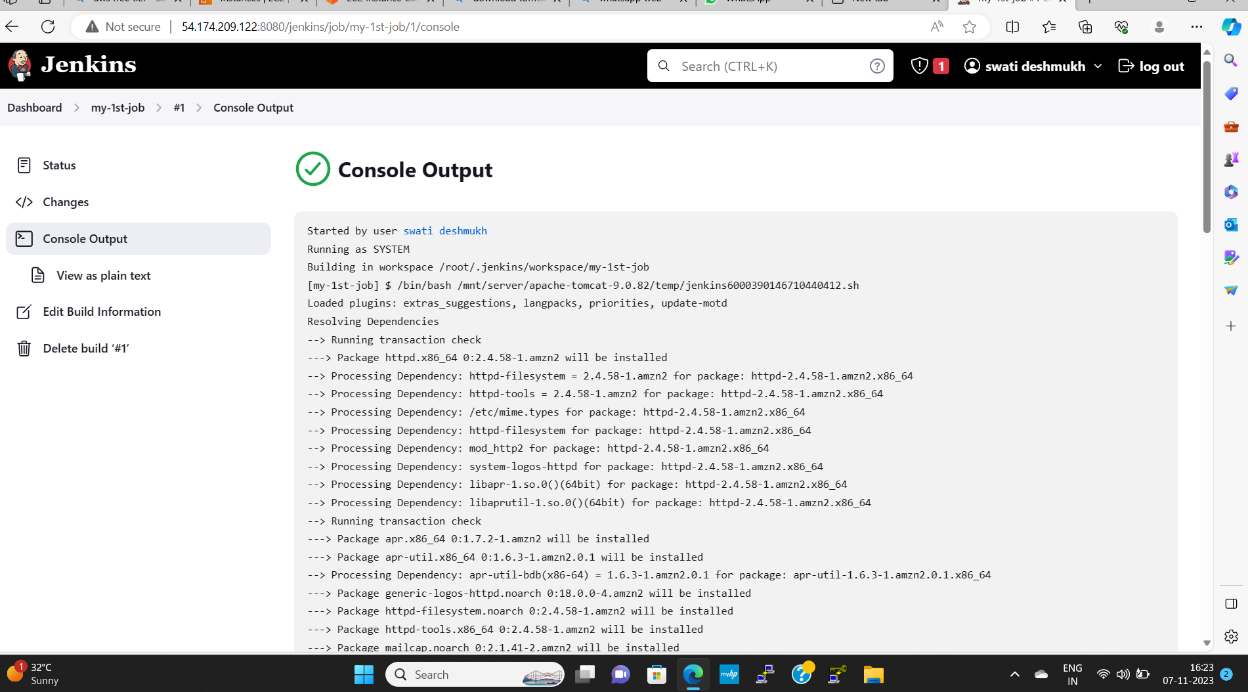 Not secure
54.174.209.122:8080/jenkins/job/my-1st-job/1/console
Jenkins
Search (CTRL+K)
1
swati deshmukh
log out
Dashboard
my-1st-job
#1
Console Output
Status
Changes
Console Output
View as plain text
Edit Build Information
Delete build ‘#1’
Console Output
Started by user swati deshmukh
Running as SYSTEM
Building in workspace /root/.jenkins/workspace/my-1st-job
[my-1st-job] $ /bin/bash /mnt/server/apache-tomcat-9.0.82/temp/jenkins6000390146710440412.sh
Loaded plugins: extras_suggestions, langpacks, priorities, update-motd
Resolving Dependencies
--> Running transaction check
---> Package httpd.x86_64 0:2.4.58-1.amzn2 will be installed
--> Processing Dependency: httpd-filesystem = 2.4.58-1.amzn2 for package: httpd-2.4.58-1.amzn2.x86_64
--> Processing Dependency: httpd-tools = 2.4.58-1.amzn2 for package: httpd-2.4.58-1.amzn2.x86_64
--> Processing Dependency: /etc/mime.types for package: httpd-2.4.58-1.amzn2.x86_64
--> Processing Dependency: httpd-filesystem for package: httpd-2.4.58-1.amzn2.x86_64
--> Processing Dependency: mod_http2 for package: httpd-2.4.58-1.amzn2.x86_64
--> Processing Dependency: system-logos-httpd for package: httpd-2.4.58-1.amzn2.x86_64
--> Processing Dependency: libapr-1.so.0()(64bit) for package: httpd-2.4.58-1.amzn2.x86_64
--> Processing Dependency: libaprutil-1.so.0()(64bit) for package: httpd-2.4.58-1.amzn2.x86_64
--> Running transaction check
---> Package apr.x86_64 0:1.7.2-1.amzn2 will be installed
---> Package apr-util.x86_64 0:1.6.3-1.amzn2.0.1 will be installed
--> Processing Dependency: apr-util-bdb(x86-64) = 1.6.3-1.amzn2.0.1 for package: apr-util-1.6.3-1.amzn2.0.1.x86_64
---> Package generic-logos-httpd.noarch 0:18.0.0-4.amzn2 will be installed
---> Package httpd-filesystem.noarch 0:2.4.58-1.amzn2 will be installed
---> Package httpd-tools.x86_64 0:2.4.58-1.amzn2 will be installed
---> Package mailcap.noarch 0:2.1.41-2.amzn2 will be installed
1
32°C
Sunny
Search
myhp
ENG
IN
16:23
07-11-2023
2